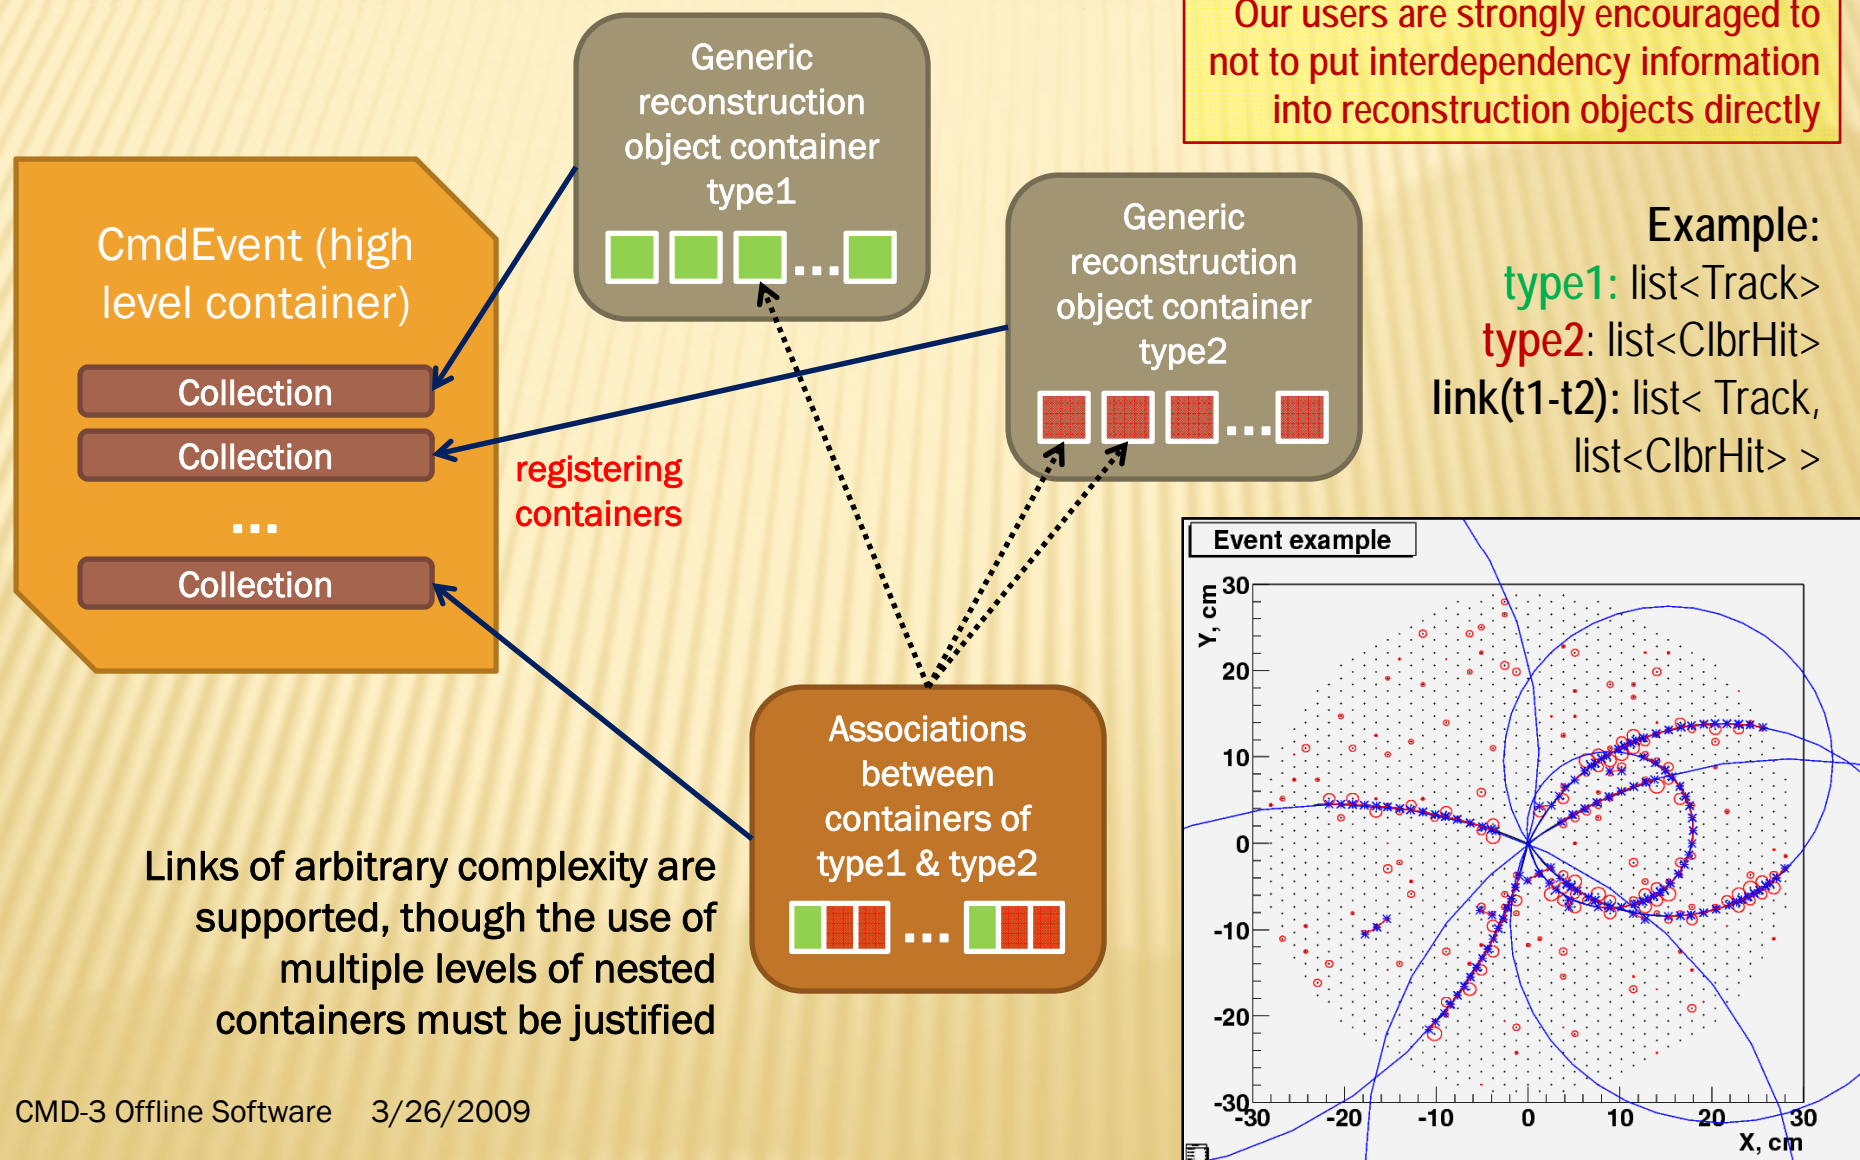 Our users are strongly encouraged to
not to put interdependency information
into reconstruction objects directly
Generic
reconstruction
object container
type1
...
CmdEvent (high
level container)
Collection
Collection
...
Collection
registering
containers
Generic
reconstruction
object container
type2
...
Example:
type1: list<Track>
type2: list<ClbrHit>
link(t1-t2): list< Track,
list<ClbrHit> >
Associations
between
containers of
type1 & type2
...
Links of arbitrary complexity are
supported, though the use of
multiple levels of nested
containers must be justified
Event example
Y, cm
30
20
10
0
-10
-20
-30
-30 -20 -10 0 10 20 30
X, cm
CMD-3 Offline Software 3/26/2009